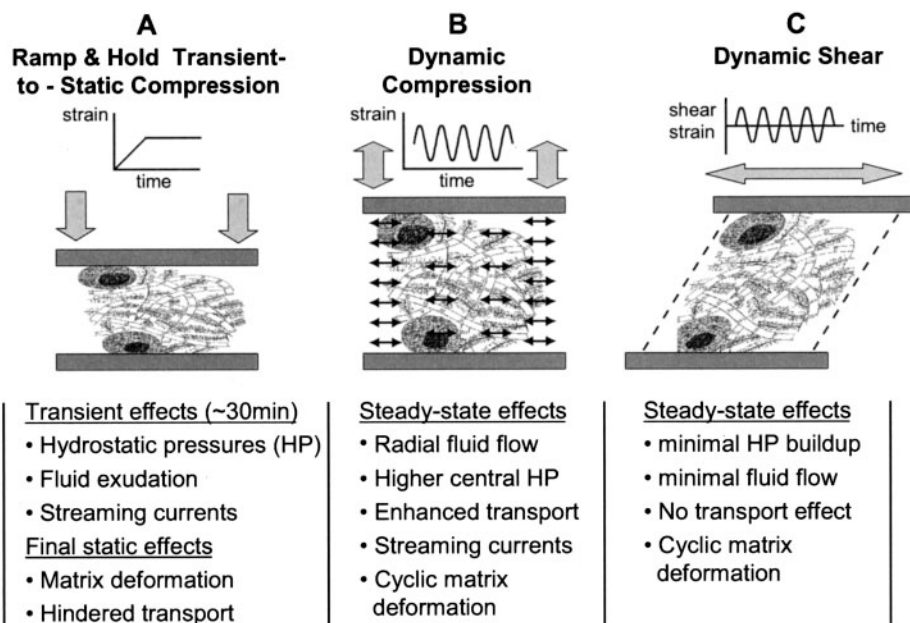 A
Ramp & Hold Transient-
to - Static Compression
strain
time
Transient effects (~30min)
• Hydrostatic pressures (HP)
• Fluid exudation
• Streaming currents
Final static effects
• Matrix deformation
• Hindered transport
B
Dynamic
Compression
strain
time
Steady-state effects
• Radial fluid flow
• Higher central HP
• Enhanced transport
• Streaming currents
• Cyclic matrix
deformation
C
Dynamic Shear
shear
strain
time
Steady-state effects
• minimal HP buildup
• minimal fluid flow
• No transport effect
• Cyclic matrix
deformation